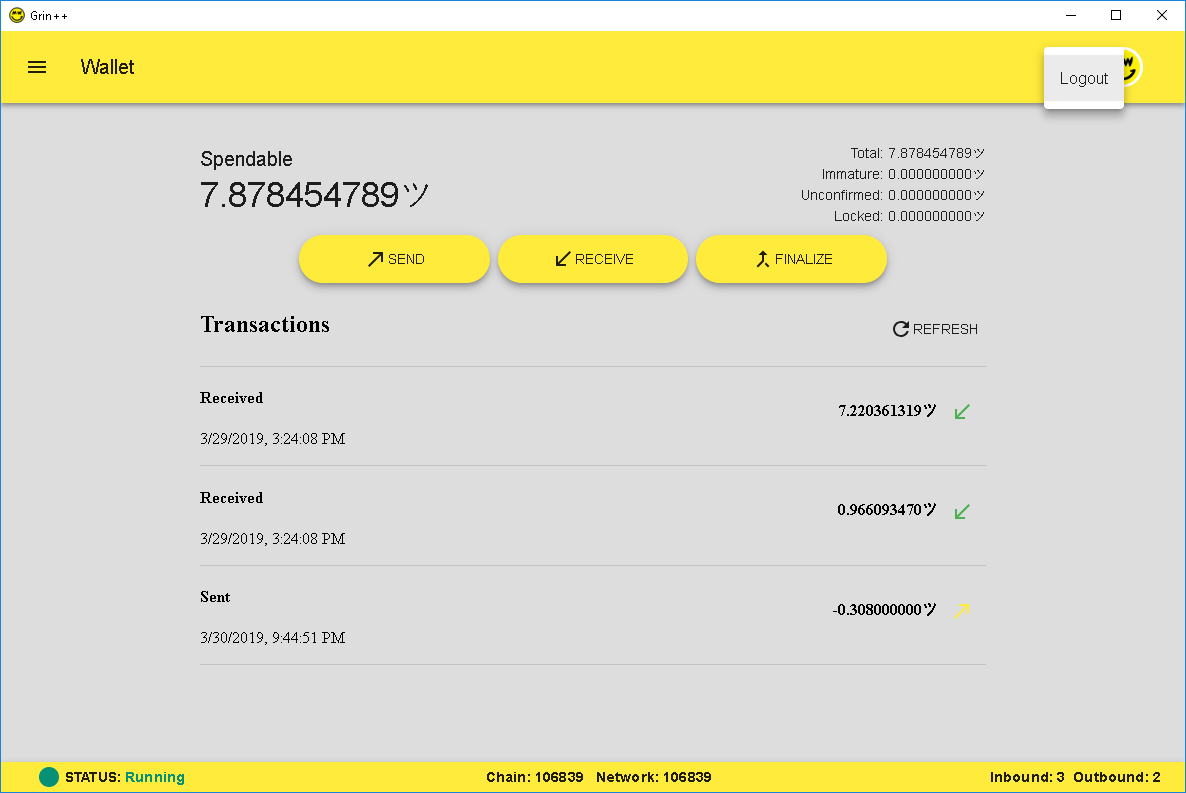 Grin++
Wallet
Logout
Spendable
7.878454789ツ
Total: 7.878454789ツ
Immature: 0.000000000ツ
Unconfirmed: 0.000000000ツ
Locked: 0.000000000ツ
SEND
RECEIVE
FINALIZE
Transactions
REFRESH
Received
7.220361319ツ
3/29/2019, 3:24:08 PM
Received
0.966093470ツ
3/29/2019, 3:24:08 PM
Sent
-0.308000000ツ
3/30/2019, 9:44:51 PM
STATUS: Running
Chain: 106839 Network: 106839
Inbound: 3 Outbound: 2